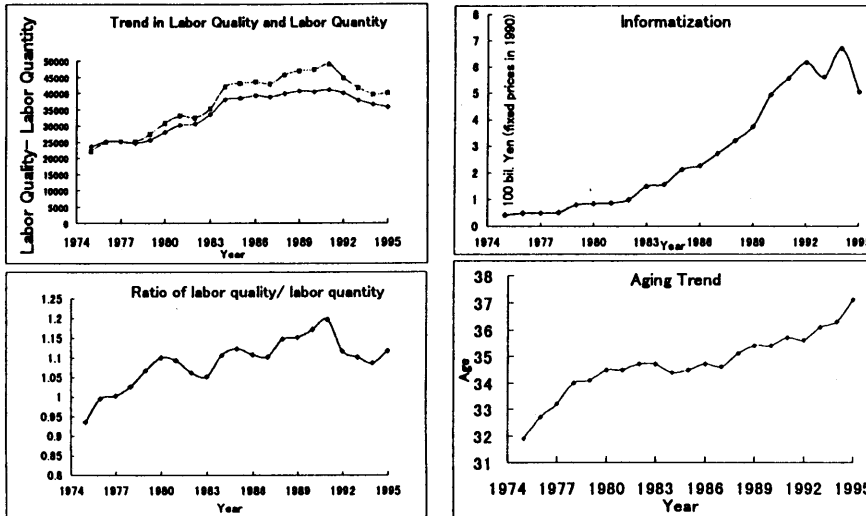 Trend in Labor Quality and Labor Quantity
Labor Quality- Labor Quantity
50000
45000
40000
35000
30000
25000
20000
15000
10000
5000
0
1974 1977 1980 1983 1986 1989 1992 1995
Year
Informatization
100 bil. Yen (fixed prices in 1990)
8
7
6
5
4
3
2
1
0
1974 1977 1980 1983 1986 1989 1992 1995
Year
Ratio of labor quality/ labor quantity
1.25
1.2
1.15
1.1
1.05
1
0.95
0.9
0.85
0.8
1974 1977 1980 1983 1986 1989 1992 1995
Year
Aging Trend
Age
38
37
36
35
34
33
32
31
1974 1977 1980 1983 1986 1989 1992 1995
Year